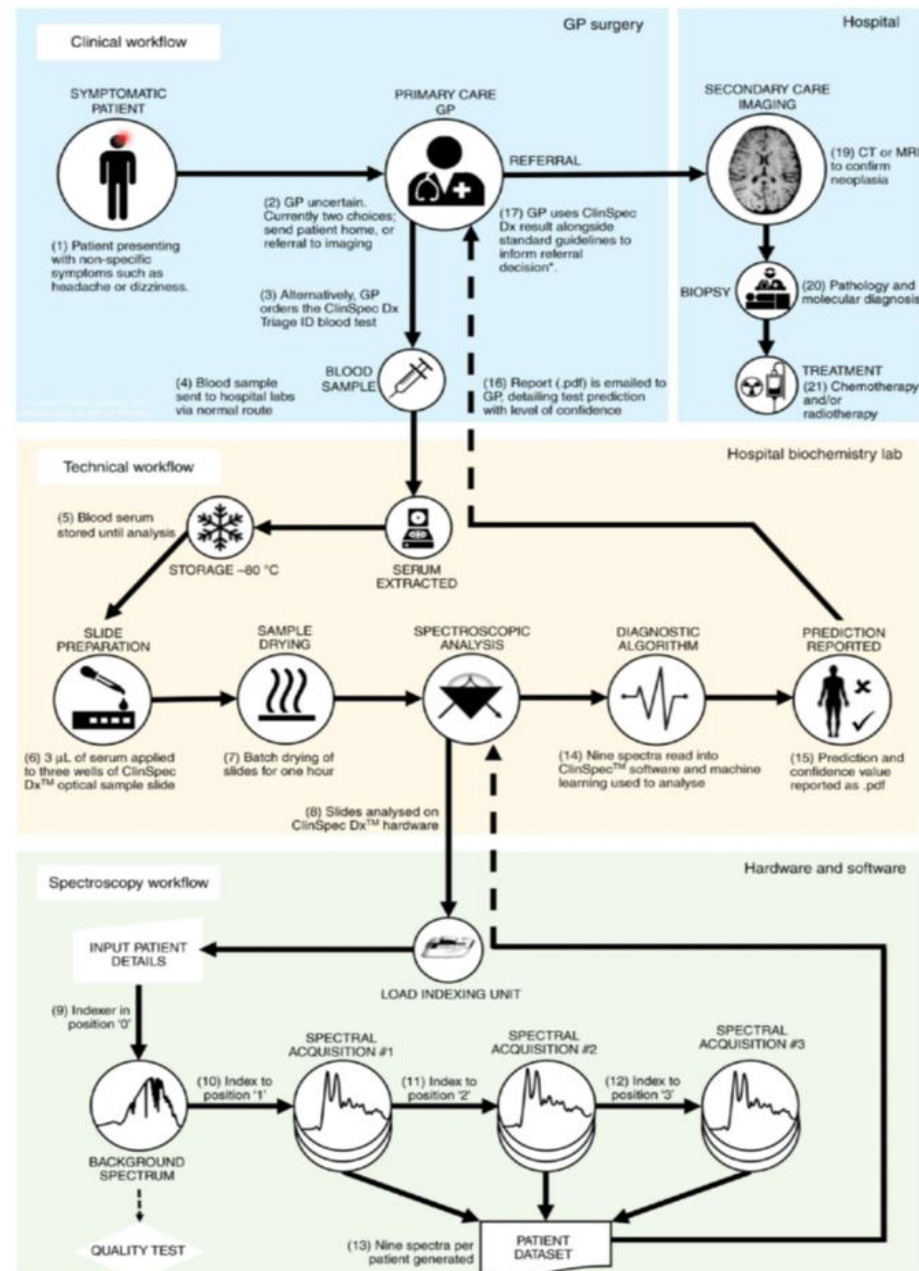 Clinical workflow
GP surgery
Hospital
SYMPTOMATIC
PATIENT
PRIMARY CARE
GP
SECONDARY CARE
IMAGING
REFERRAL
(19) CT or MRI
to confirm
neoplasia
(1) Patient presenting
with non-specific
symptoms such as
headache or dizziness.
(2) GP uncertain.
Currently two choices;
send patient home, or
referral to imaging
(17) GP uses ClinSpec
Dx result alongside
standard guidelines to
inform referral
decision*.
(3) Alternatively, GP
orders the ClinSpec Dx
Triage ID blood test
BIOPSY
(20) Pathology and
molecular diagnosis
BLOOD
SAMPLE
(4) Blood sample
sent to hospital labs
via normal route
(16) Report (.pdf) is emailed to
GP, detailing test prediction
with level of confidence
TREATMENT
(21) Chemotherapy
and/or
radiotherapy
Technical workflow
Hospital biochemistry lab
(5) Blood serum
stored until analysis
STORAGE –80 °C
SERUM
EXTRACTED
SLIDE
PREPARATION
SAMPLE
DRYING
SPECTROSCOPIC
ANALYSIS
DIAGNOSTIC
ALGORITHM
PREDICTION
REPORTED
(6) 3 µL of serum applied
to three wells of ClinSpec
Dx™ optical sample slide
(7) Batch drying of
slides for one hour
(14) Nine spectra read into
ClinSpec™ software and machine
learning used to analyse
(15) Prediction and
confidence value
reported as .pdf
(8) Slides analysed on
ClinSpec Dx™ hardware
Spectroscopy workflow
Hardware and software
INPUT PATIENT
DETAILS
LOAD INDEXING UNIT
(9) Indexer in
position '0'
SPECTRAL
ACQUISITION #1
SPECTRAL
ACQUISITION #2
SPECTRAL
ACQUISITION #3
(10) Index to
position '1'
(11) Index to
position '2'
(12) Index to
position '3'
BACKGROUND
SPECTRUM
QUALITY TEST
(13) Nine spectra per
patient generated
PATIENT
DATASET